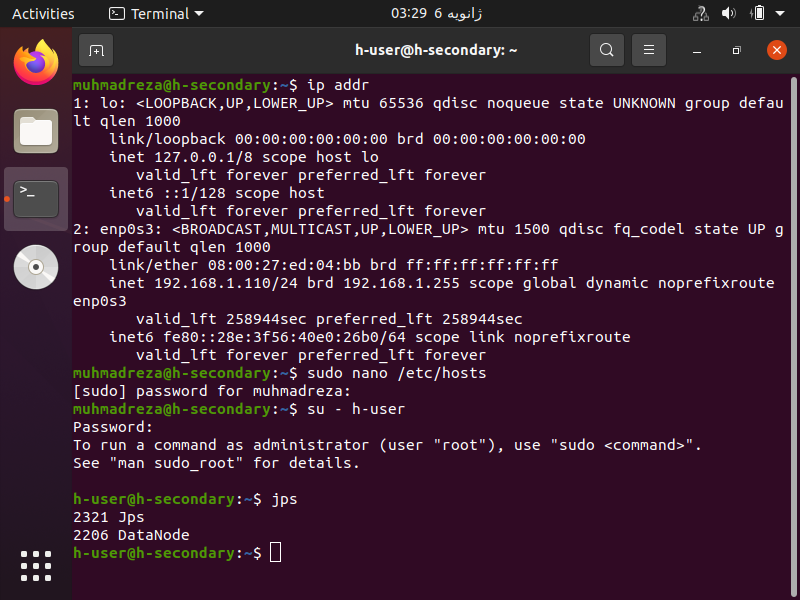 Activities
Terminal
03:29 ژانویه 6
h-user@h-secondary: ~
muhmadreza@h-secondary:~$ ip addr
1: lo: <LOOPBACK,UP,LOWER_UP> mtu 65536 qdisc noqueue state UNKNOWN group defau
lt qlen 1000
    link/loopback 00:00:00:00:00:00 brd 00:00:00:00:00:00
    inet 127.0.0.1/8 scope host lo
       valid_lft forever preferred_lft forever
    inet6 ::1/128 scope host
       valid_lft forever preferred_lft forever
2: enp0s3: <BROADCAST,MULTICAST,UP,LOWER_UP> mtu 1500 qdisc fq_codel state UP g
roup default qlen 1000
    link/ether 08:00:27:ed:04:bb brd ff:ff:ff:ff:ff:ff
    inet 192.168.1.110/24 brd 192.168.1.255 scope global dynamic noprefixroute
enp0s3
       valid_lft 258944sec preferred_lft 258944sec
    inet6 fe80::28e:3f56:40e0:26b0/64 scope link noprefixroute
       valid_lft forever preferred_lft forever
muhmadreza@h-secondary:~$ sudo nano /etc/hosts
[sudo] password for muhmadreza:
muhmadreza@h-secondary:~$ su - h-user
Password:
To run a command as administrator (user "root"), use "sudo <command>".
See "man sudo_root" for details.
h-user@h-secondary:~$ jps
2321 Jps
2206 DataNode
h-user@h-secondary:~$